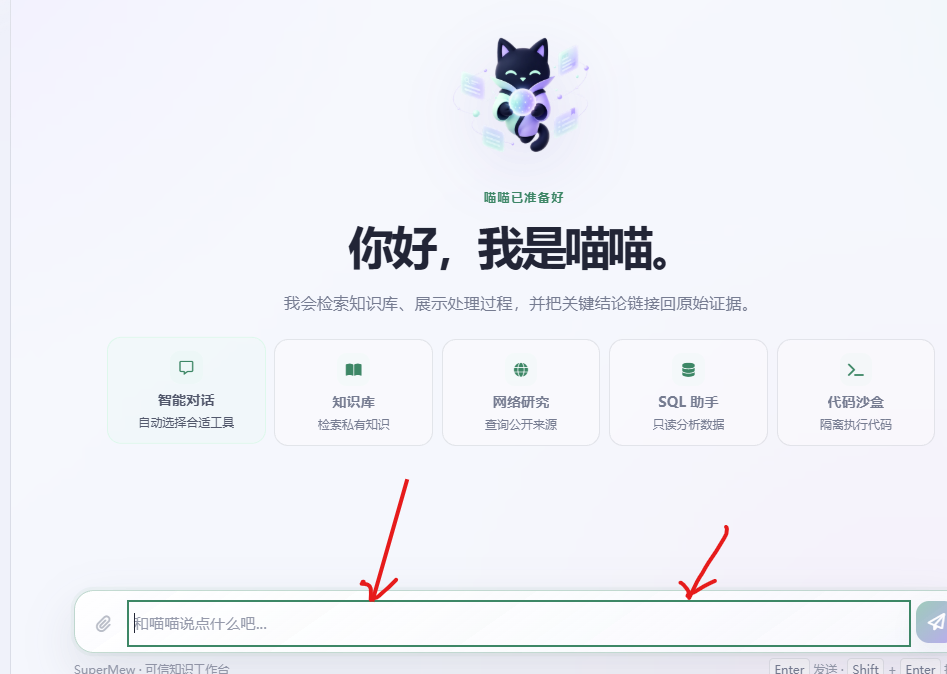 喵喵已准备好
你好，我是喵喵。
我会检索知识库、展示处理过程，并把关键结论链接回原始证据。
智能对话
自动选择合适工具
知识库
检索私有知识
网络研究
查询公开来源
SQL 助手
只读分析数据
代码沙盒
隔离执行代码
和喵喵说点什么吧...
SuperMew · 可信知识工作台
Enter 发送 · Shift + Enter